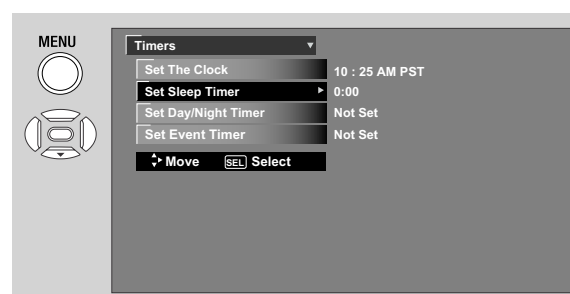 MENU
Timers
Set The Clock 10 : 25 AM PST
Set Sleep Timer 0:00
Set Day/Night Timer Not Set
Set Event Timer Not Set
Move SEL Select